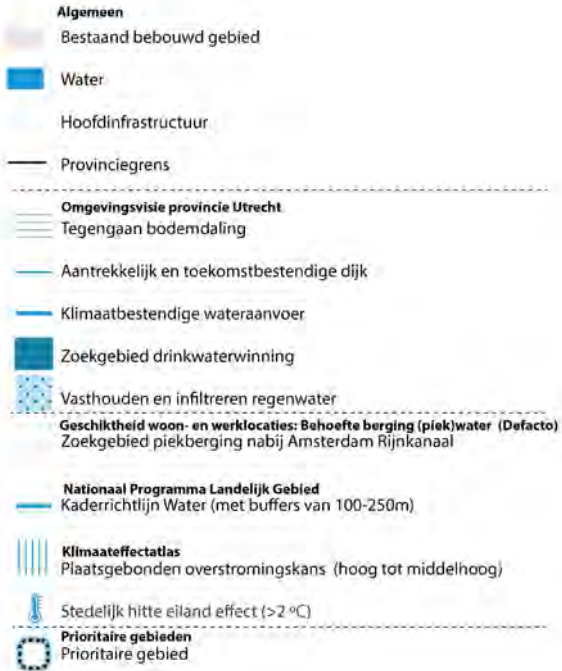 Algemeen
Bestaand bebouwd gebied
Water
Hoofdinfrastructuur
Provinciegrens
Omgevingsvisie provincie Utrecht
Tegengaan bodemdaling
Aantrekkelijk en toekomstbestendige dijk
Klimaatbestendige wateraanvoer
Zoekgebied drinkwaterwinning
Vasthouden en infiltreren regenwater
Geschiktheid woon- en werklocaties: Behoefte berging (piek)water (Defacto)
Zoekgebied piekberging nabij Amsterdam Rijnkanaal
Nationaal Programma Landelijk Gebied
Kaderrichtlijn Water (met buffers van 100-250m)
Klimaateffectatlas
Plaatsgebonden overstromingskans (hoog tot middelhoog)
Stedelijk hitte eiland effect (>2 ºC)
Prioritaire gebieden
Prioritaire gebied